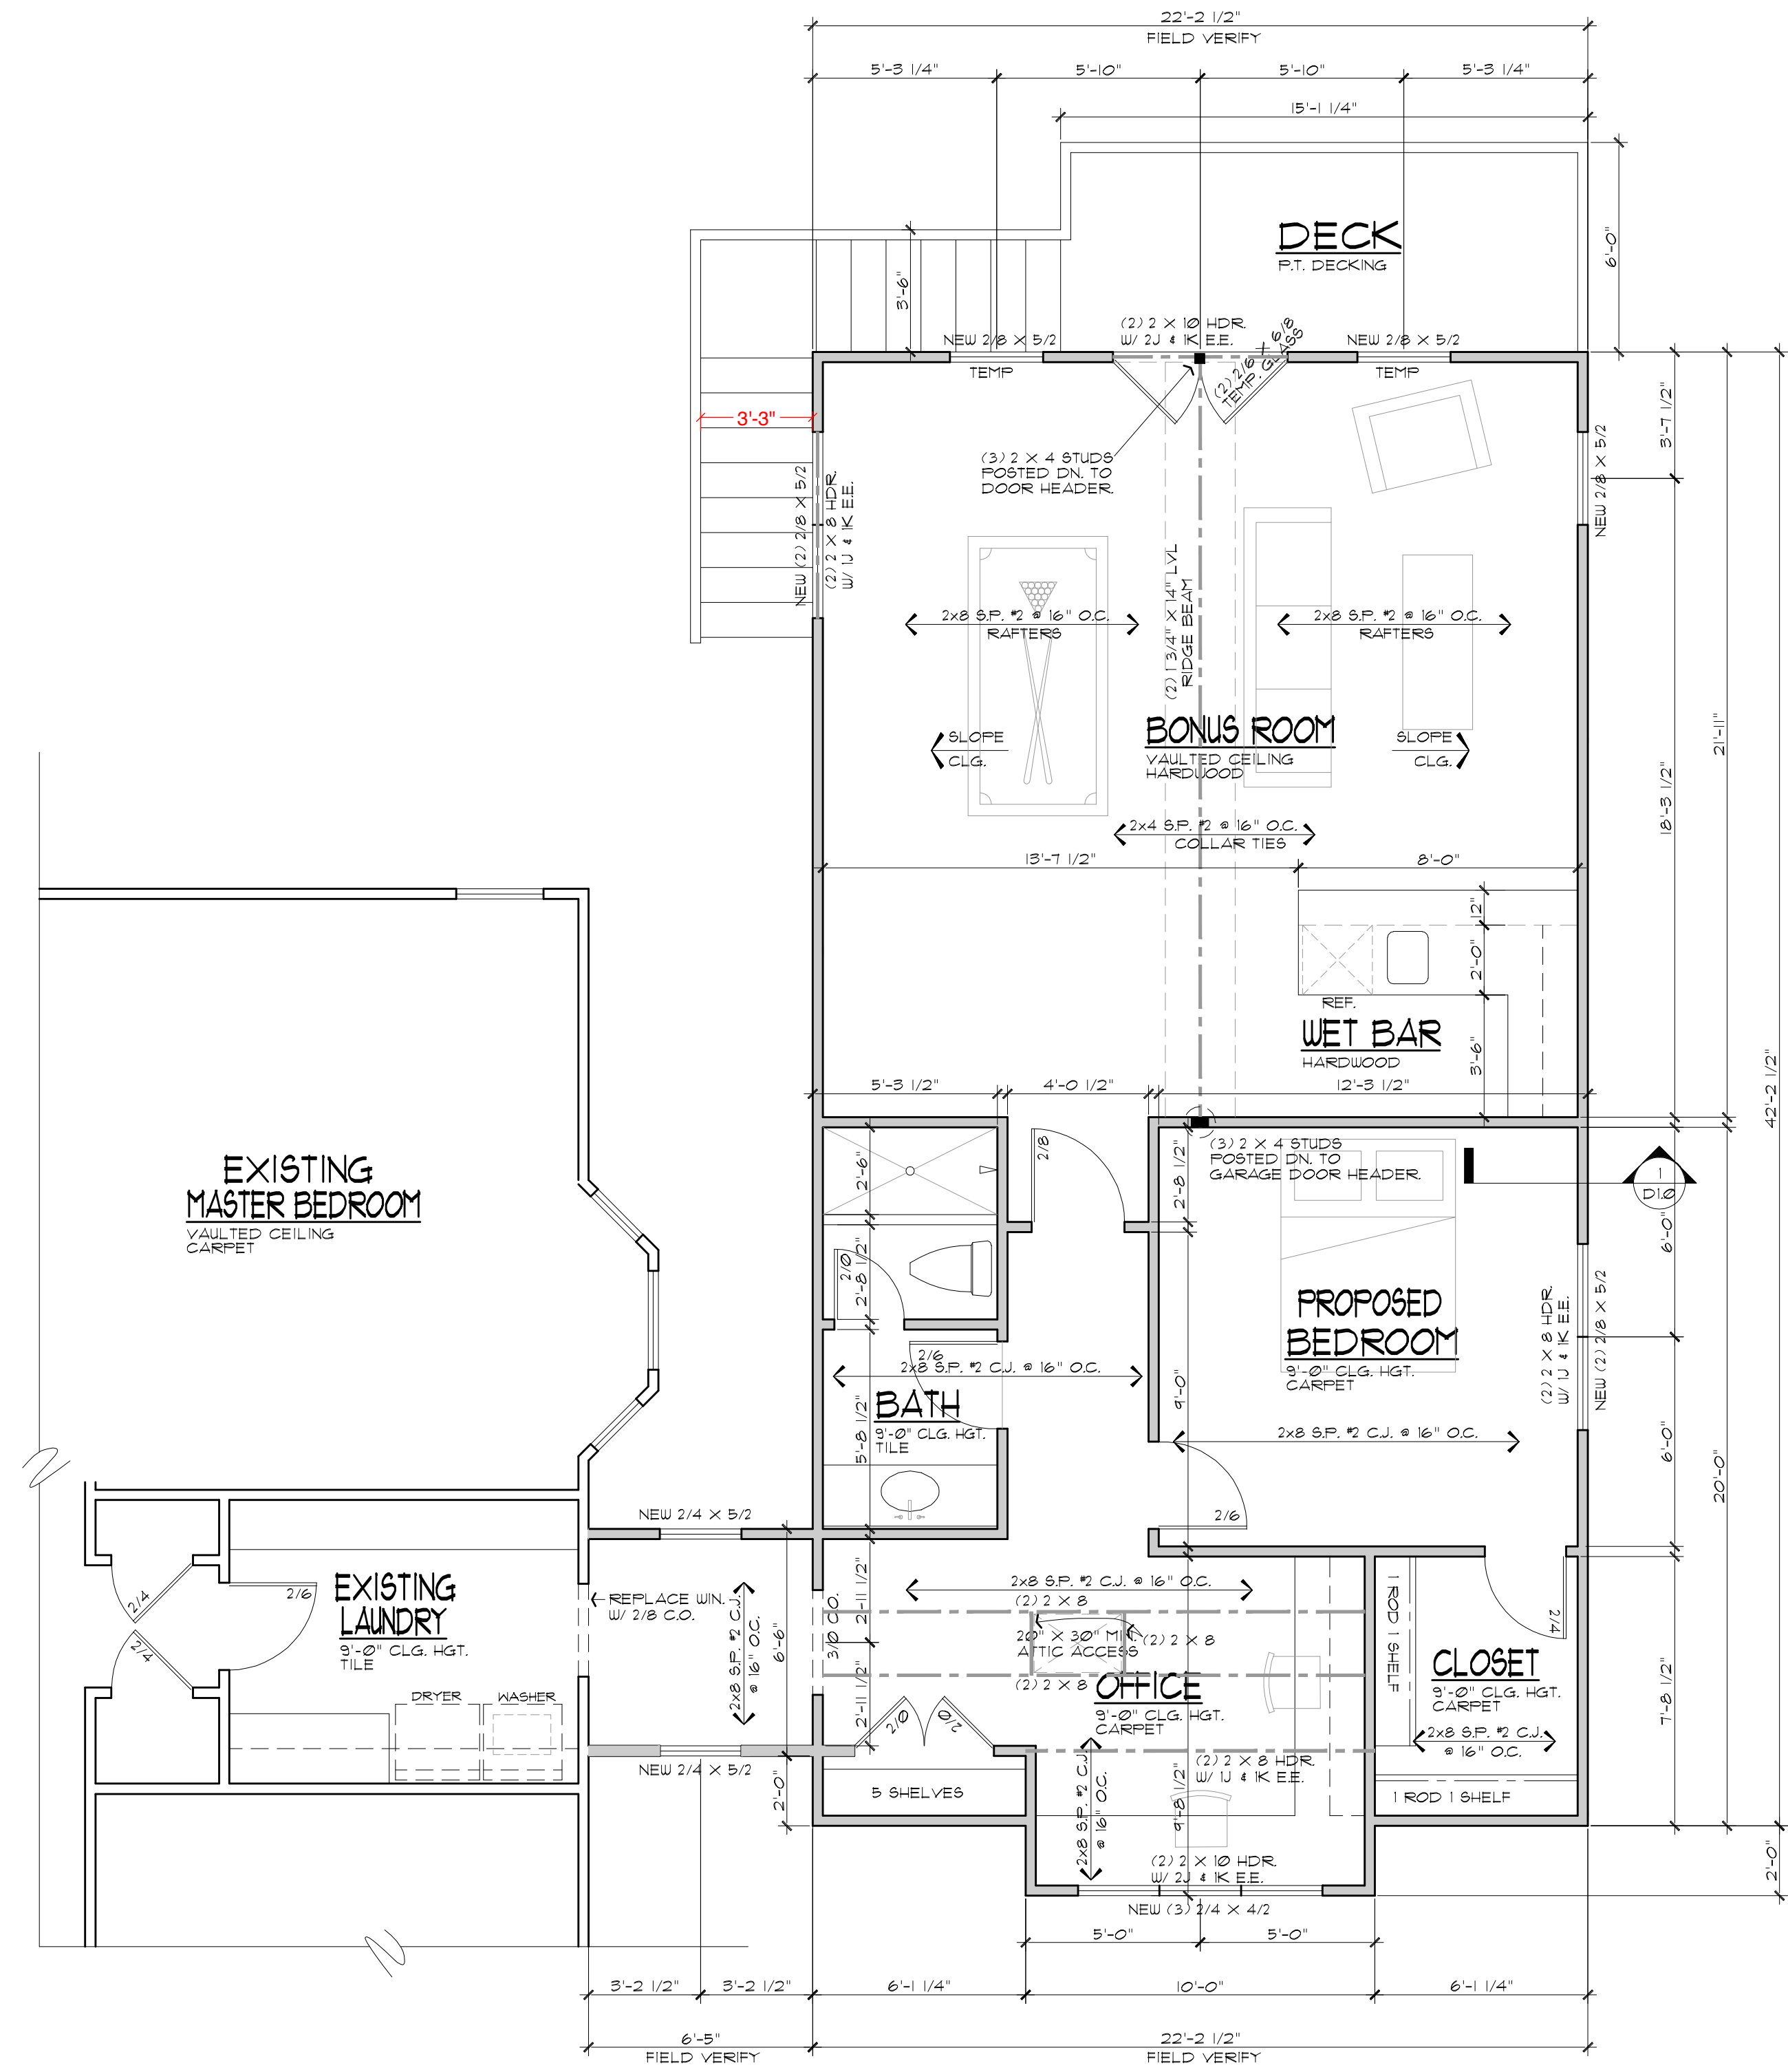 22'-2 1/2"
FIELD VERIFY
5'-3 1/4"
5'-10"
5'-10"
5'-3 1/4"
15'-1 1/4"
DECK
P.T. DECKING
6'-0"
3'-6"
(2) 2 X 10 HDR.
W/ 2J & 1K E.E.
(2) 2/6 X 6/8
TEMP. GLASS
NEW 2/8 X 5/2
TEMP
NEW 2/8 X 5/2
TEMP
3'-3"
(3) 2 X 4 STUDS
POSTED DN. TO
DOOR HEADER.
NEW (2) 2/8 X 5/2
(2) 2 X 8 HDR.
W/ 1J & 1K E.E.
NEW 2/8 X 5/2
3'-7 1/2"
(2) 1 3/4" X 14" LVL
RIDGE BEAM
2x8 S.P. #2 @ 16" O.C.
RAFTERS
2x8 S.P. #2 @ 16" O.C.
RAFTERS
BONUS ROOM
VAULTED CEILING
HARDWOOD
SLOPE
CLG.
SLOPE
CLG.
21'-11"
18'-3 1/2"
2x4 S.P. #2 @ 16" O.C.
COLLAR TIES
13'-7 1/2"
8'-0"
12"
2'-0"
3'-6"
REF.
WET BAR
HARDWOOD
42'-2 1/2"
5'-3 1/2"
4'-0 1/2"
12'-3 1/2"
EXISTING
MASTER BEDROOM
VAULTED CEILING
CARPET
2'-6"
2/8
2'-8 1/2"
(3) 2 X 4 STUDS
POSTED DN. TO
GARAGE DOOR HEADER.
1
D1.0
6'-0"
2/0
2'-8 1/2"
2/6
2x8 S.P. #2 C.J. @ 16" O.C.
BATH
9'-0" CLG. HGT.
TILE
5'-8 1/2"
9'-0"
PROPOSED
BEDROOM
9'-0" CLG. HGT.
CARPET
(2) 2 X 8 HDR.
W/ 1J & 1K E.E.
NEW (2) 2/8 X 5/2
2x8 S.P. #2 C.J. @ 16" O.C.
6'-0"
20'-0"
2/6
NEW 2/4 X 5/2
EXISTING
LAUNDRY
9'-0" CLG. HGT.
TILE
2/4
2/4
2/6
DRYER
WASHER
REPLACE WIN.
W/ 2/8 C.O.
2x8 S.P. #2 C.J.
@ 16" O.C.
6'-6"
3/0 C.O.
2'-11 1/2"
2'-11 1/2"
2x8 S.P. #2 C.J. @ 16" O.C.
(2) 2 X 8
20" X 30" MIN.
ATTIC ACCESS
(2) 2 X 8
(2) 2 X 8
OFFICE
9'-0" CLG. HGT.
CARPET
1 ROD 1 SHELF
2/4
CLOSET
9'-0" CLG. HGT.
CARPET
2x8 S.P. #2 C.J.
@ 16" O.C.
1 ROD 1 SHELF
7'-8 1/2"
2/0
2/0
5 SHELVES
NEW 2/4 X 5/2
2'-0"
2x8 S.P. #2 C.J.
@ 16" O.C.
9'-8 1/2"
(2) 2 X 8 HDR.
W/ 1J & 1K E.E.
(2) 2 X 10 HDR.
W/ 2J & 1K E.E.
NEW (3) 2/4 X 4/2
2'-0"
5'-0"
5'-0"
3'-2 1/2"
3'-2 1/2"
6'-1 1/4"
10'-0"
6'-1 1/4"
6'-5"
FIELD VERIFY
22'-2 1/2"
FIELD VERIFY